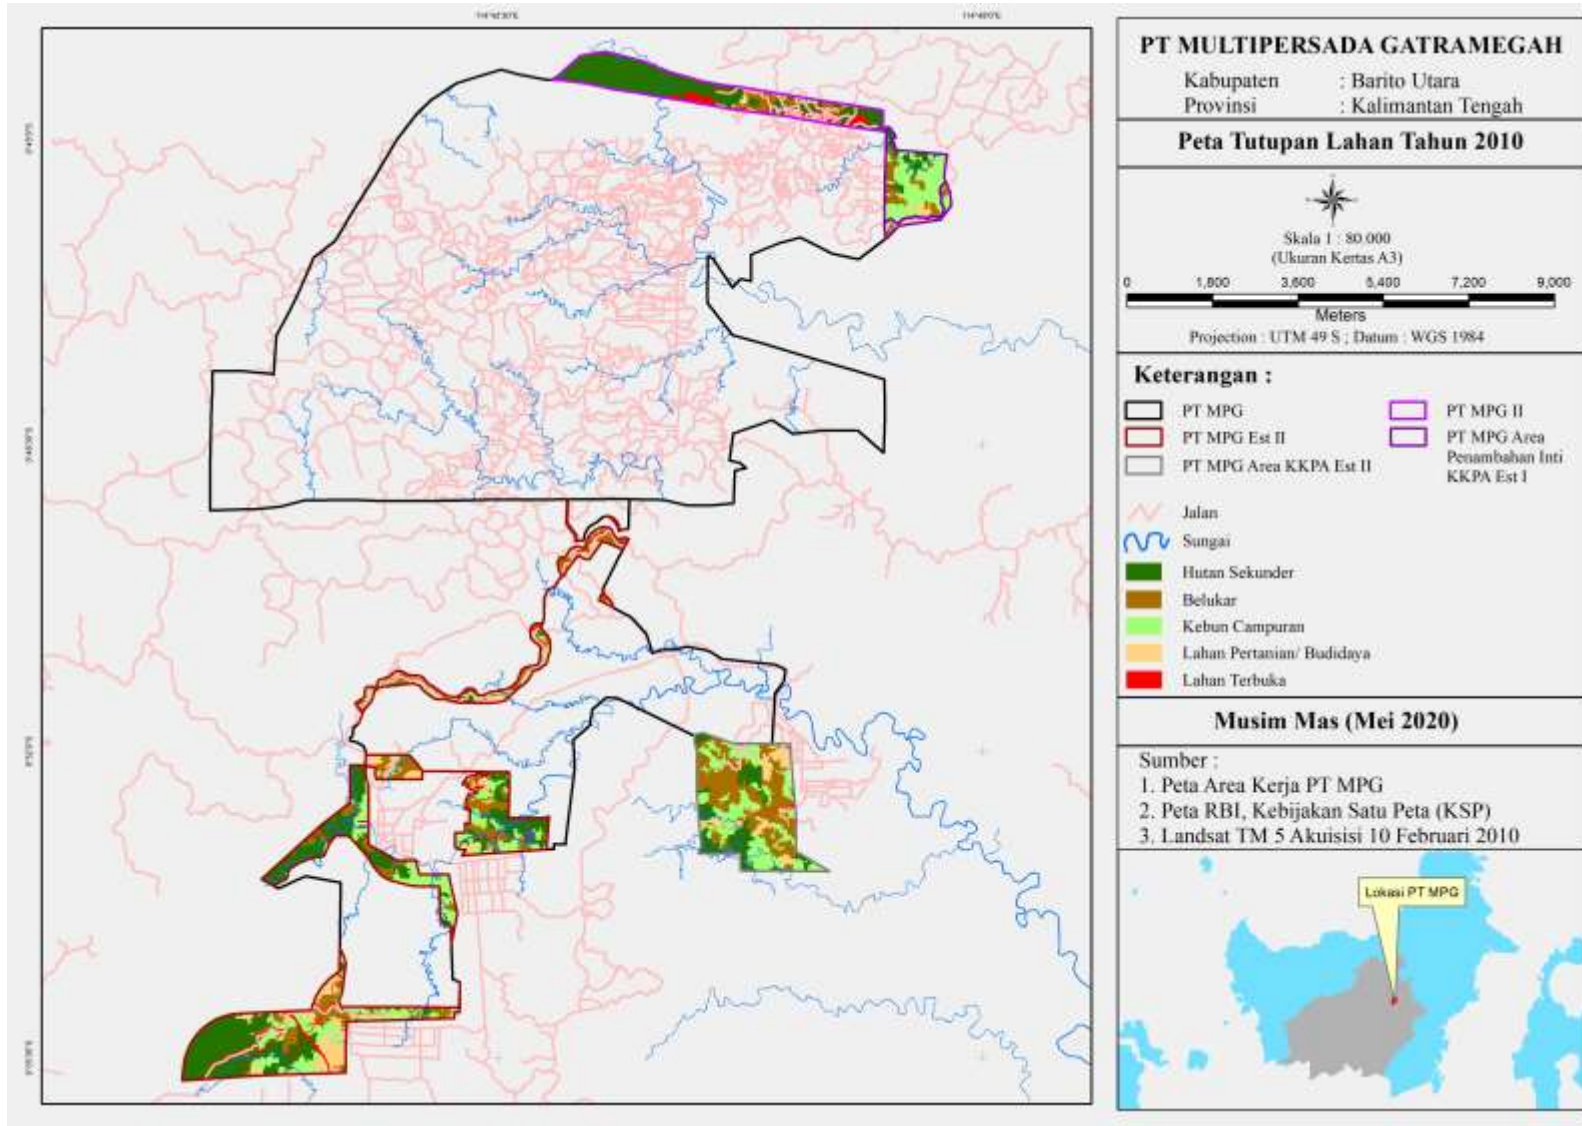 PT MULTIPERSADA GATRAMEGAH
Kabupaten : Barito Utara
Provinsi : Kalimantan Tengah
Peta Tutupan Lahan Tahun 2010
Skala 1 : 80.000
(Ukuran Kertas A3)
0 1,800 3,600 5,400 7,200 9,000
Meters
Projection : UTM 49 S ; Datum : WGS 1984
Keterangan :
PT MPG
PT MPG Est II
PT MPG Area KKPA Est II
PT MPG II
PT MPG Area
Penambahan Inti
KKPA Est I
Jalan
Sungai
Hutan Sekunder
Belukar
Kebun Campuran
Lahan Pertanian/ Budidaya
Lahan Terbuka
Musim Mas (Mei 2020)
Sumber :
1. Peta Area Kerja PT MPG
2. Peta RBI, Kebijakan Satu Peta (KSP)
3. Landsat TM 5 Akuisisi 10 Februari 2010
Lokasi PT MPG